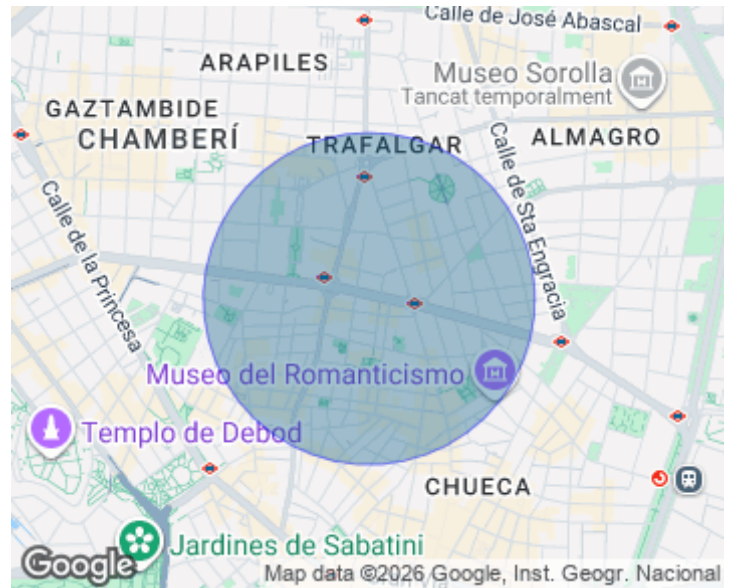 Calle de José Abascal
ARAPILES
Museo Sorolla
Tancat temporalment
GAZTAMBIDE
CHAMBERÍ
TRAFALGAR
ALMAGRO
Calle de Sta Engracia
Calle de la Princesa
Museo del Romanticismo
Templo de Debod
CHUECA
Jardines de Sabatini
Google
Map data ©2026 Google, Inst. Geogr. Nacional